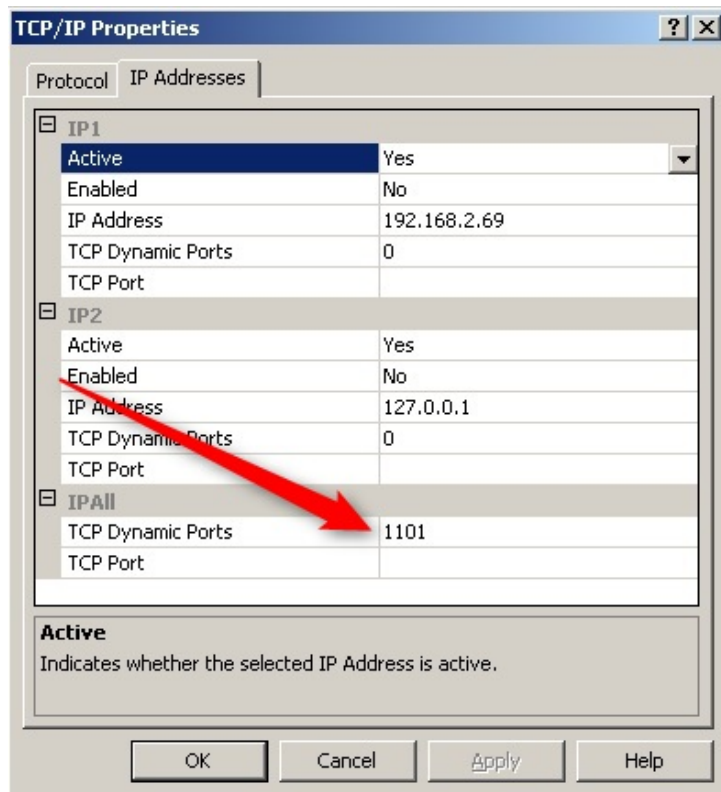 TCP/IP Properties
Protocol IP Addresses
IP1
Active Yes
Enabled No
IP Address 192.168.2.69
TCP Dynamic Ports 0
TCP Port
IP2
Active Yes
Enabled No
IP Address 127.0.0.1
TCP Dynamic Ports 0
TCP Port
IPAll
TCP Dynamic Ports 1101
TCP Port
Active
Indicates whether the selected IP Address is active.
OK Cancel Apply Help